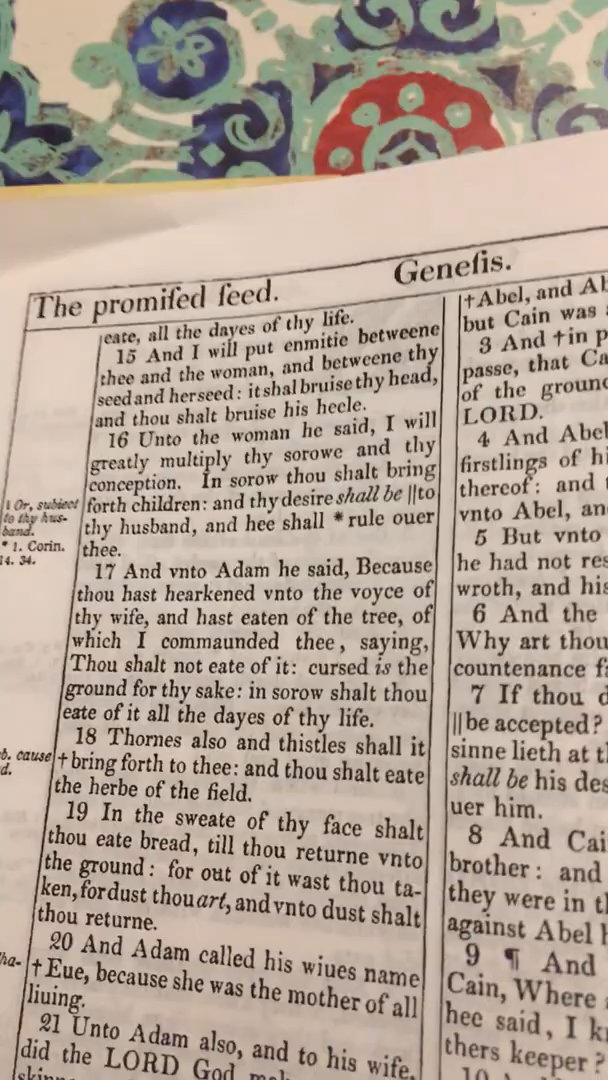 The promiſed ſeed.
Geneſis.
eate, all the dayes of thy life.
15 And I will put enmitie betweene
thee and the woman, and betweene thy
seed and her seed: it shal bruise thy head,
and thou shalt bruise his heele.
16 Unto the woman he said, I will
greatly multiply thy sorowe and thy
conception. In sorow thou shalt bring
forth children: and thy desire shall be ||to
thy husband, and hee shall * rule ouer
thee.
17 And vnto Adam he said, Because
thou hast hearkened vnto the voyce of
thy wife, and hast eaten of the tree, of
which I commaunded thee, saying,
Thou shalt not eate of it: cursed is the
ground for thy sake: in sorow shalt thou
eate of it all the dayes of thy life.
18 Thornes also and thistles shall it
† bring forth to thee: and thou shalt eate
the herbe of the field.
19 In the sweate of thy face shalt
thou eate bread, till thou returne vnto
the ground: for out of it wast thou ta-
ken, for dust thou art, and vnto dust shalt
thou returne.
20 And Adam called his wiues name
† Eue, because she was the mother of all
liuing.
21 Unto Adam also, and to his wife,
did the LORD God
Or, subiect
to thy hus-
band.
* 1. Corin.
14. 34.
cause
† Abel, and
but Cain was
3 And † in
passe, that
of the ground
LORD.
4 And Abel
firstlings of
thereof: and
vnto Abel,
5 But vnto
he had not
wroth, and his
6 And the
Why art thou
countenance
7 If thou
|| be accepted?
sinne lieth at
shall be his
uer him.
8 And
brother: and
they were in
against Abel
9 ¶ And
Cain, Where
hee said, I
thers keeper?
10